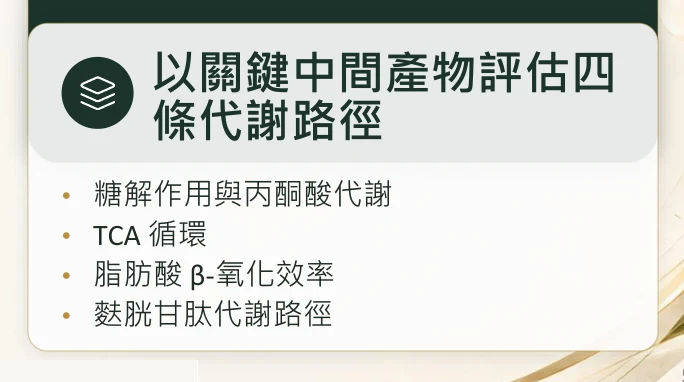 以關鍵中間產物評估四
條代謝路徑
• 糖解作用與丙酮酸代謝
• TCA 循環
• 脂肪酸 β-氧化效率
• 麩胱甘肽代謝路徑